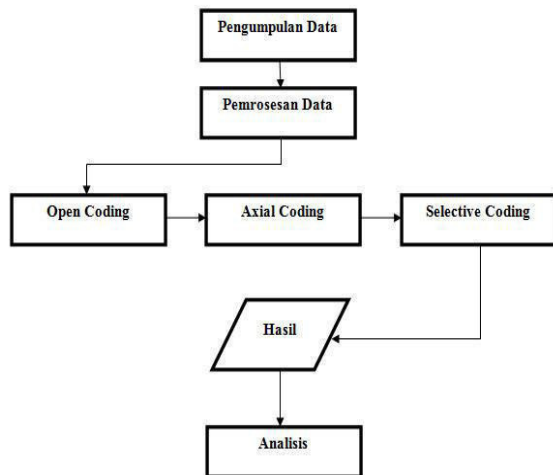 Pengumpulan Data
Pemrosesan Data
Open Coding
Axial Coding
Selective Coding
Hasil
Analisis